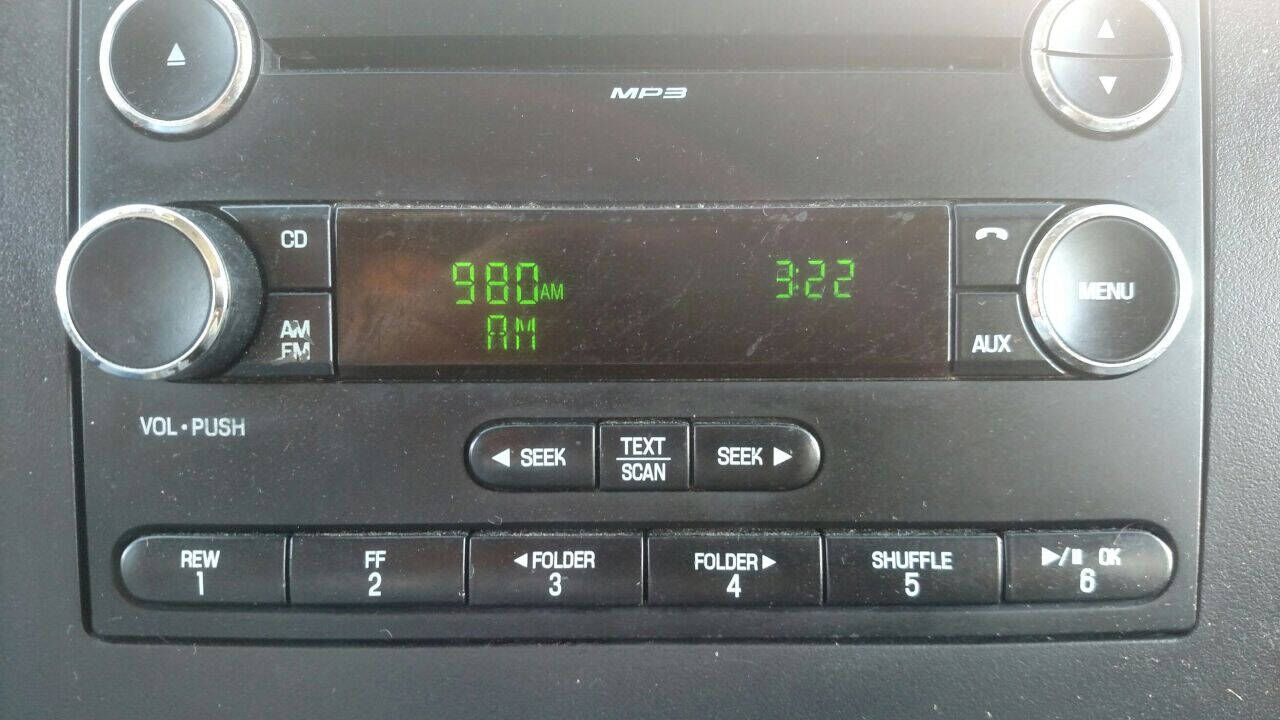 MP3
CD
980AM 3:22
AM
AM
FM
MENU
AUX
VOL • PUSH
◀ SEEK
TEXT
SCAN
SEEK ▶
REW
1
FF
2
◀FOLDER
3
FOLDER▶
4
SHUFFLE
5
▶/⏸ OK
6